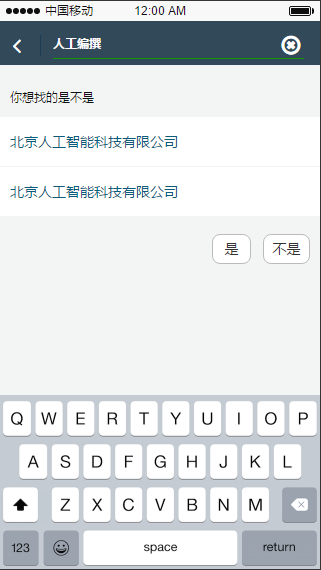 中国移动 12:00 AM
人工编撰
你想找的是不是
北京人工智能科技有限公司
北京人工智能科技有限公司
是 不是
Q W E R T Y U I O P
A S D F G H J K L
Z X C V B N M
123 space return